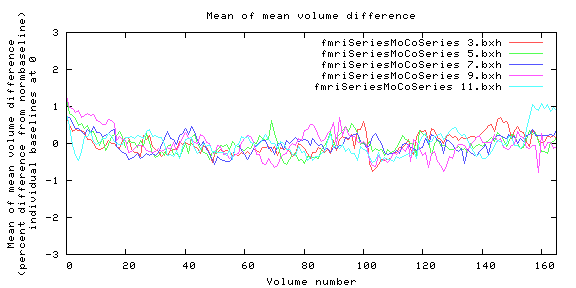 Mean of mean volume difference
Mean of mean volume difference
(percent difference from normbaseline)
individual baselines at 0
fmriSeriesMoCoSeries 3.bxh
fmriSeriesMoCoSeries 5.bxh
fmriSeriesMoCoSeries 7.bxh
fmriSeriesMoCoSeries 9.bxh
fmriSeriesMoCoSeries 11.bxh
3
2
1
0
-1
-2
-3
0 20 40 60 80 100 120 140 160
Volume number